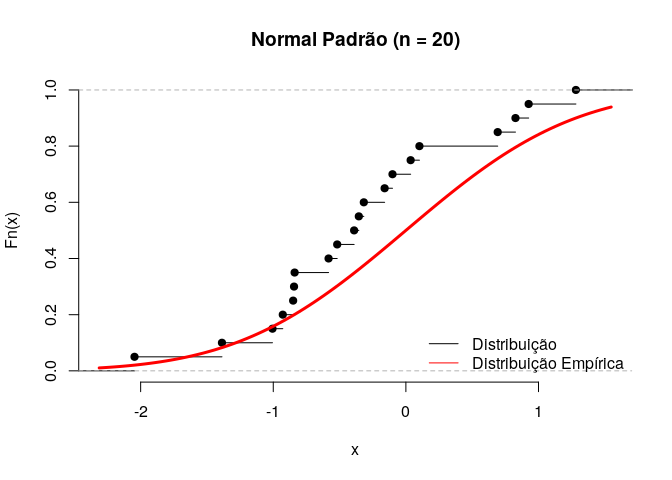 Normal Padrão (n = 20)
Fn(x)
1.0
0.8
0.6
0.4
0.2
0.0
Distribuição
Distribuição Empírica
-2 -1 0 1
x